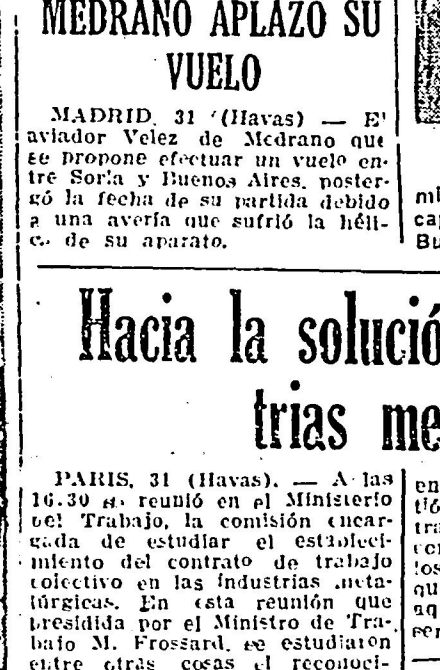 MEDRANO APLAZO SU
VUELO
MADRID, 31 (Havas) — El
aviador Velez de Medrano que
se propone efectuar un vuelo en-
tre Soria y Buenos Aires, poster-
gó la fecha de su partida debido
a una avería que sufrió la héli-
de su aparato.
mi
ca
Bu
Hacia la solució
trias me
PARIS, 31 (Havas). — A las
16.30 se reunió en el Ministerio
del Trabajo, la comisión encar-
gada de estudiar el estableci-
miento del contrato de trabajo
colectivo en las industrias meta-
lúrgicas. En esta reunión que
presidida por el Ministro de Tra-
bajo M. Frossard, se estudiaron
entre otras cosas el reconoci-
en
tió
tra
los
qu
aq